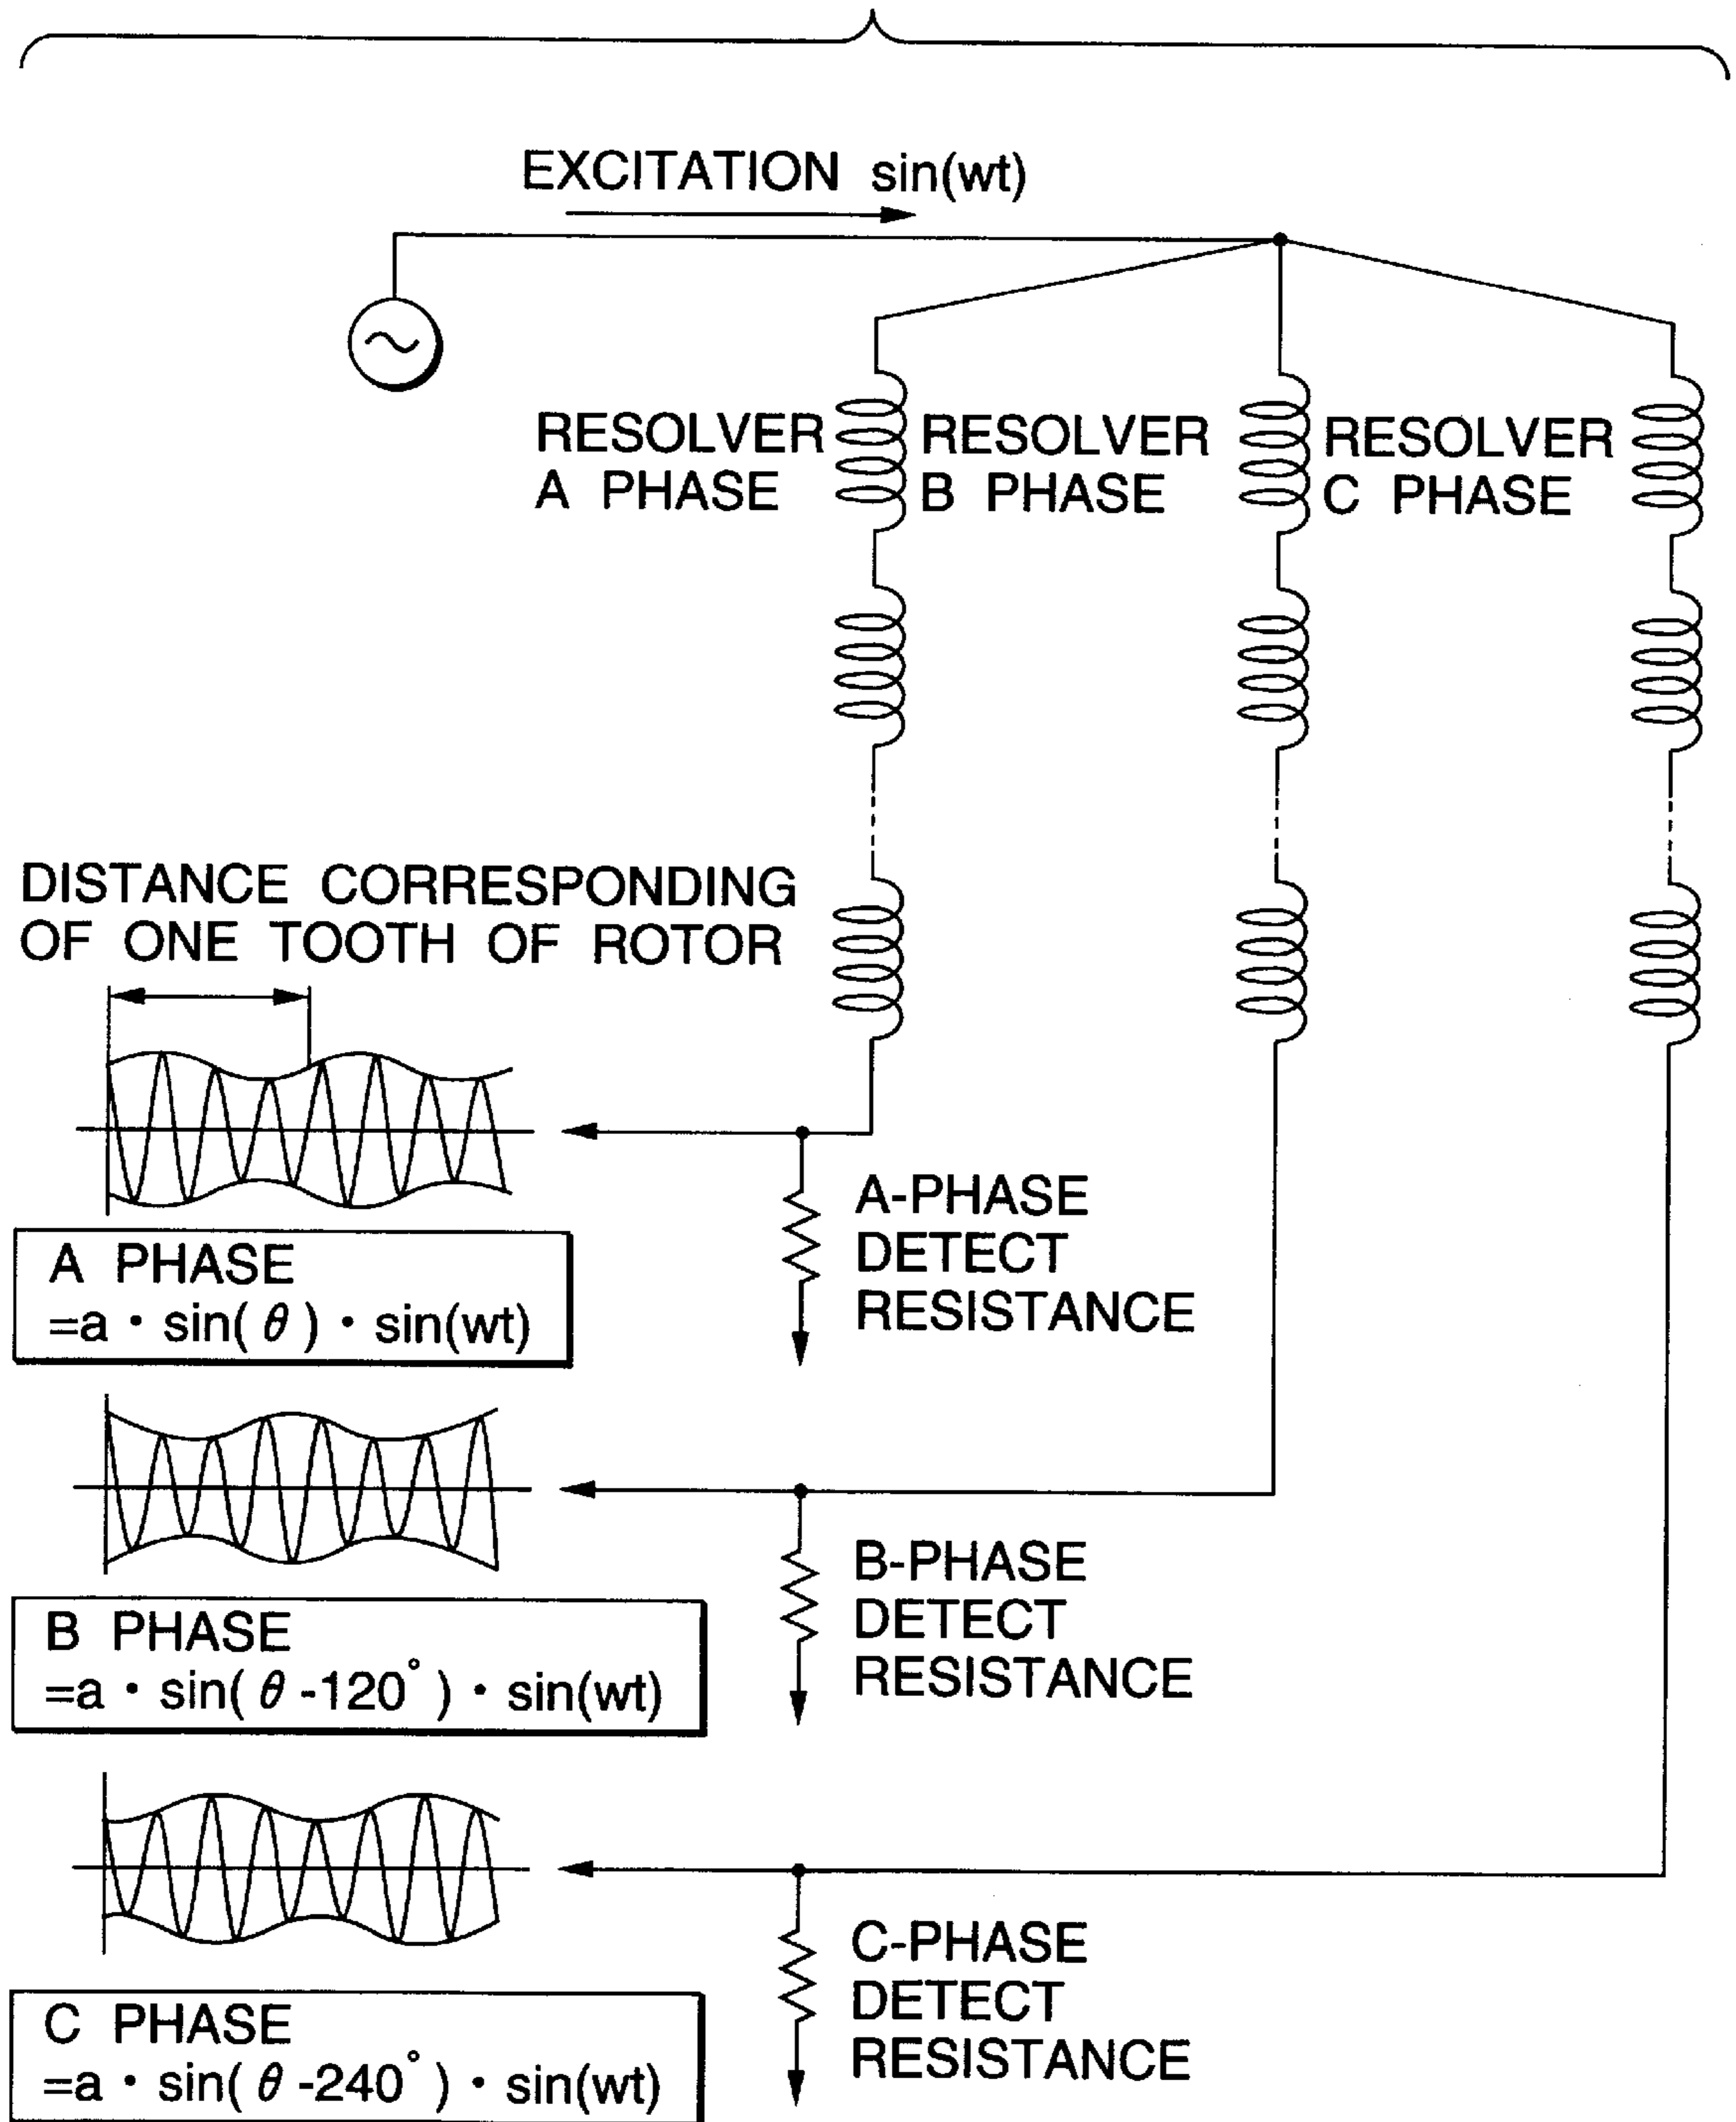 EXCITATION sin(wt)
RESOLVER
A PHASE
RESOLVER
B PHASE
RESOLVER
C PHASE
DISTANCE CORRESPONDING
OF ONE TOOTH OF ROTOR
A-PHASE
DETECT
RESISTANCE
A PHASE
=a・sin(θ)・sin(wt)
B-PHASE
DETECT
RESISTANCE
B PHASE
=a・sin(θ-120°)・sin(wt)
C-PHASE
DETECT
RESISTANCE
C PHASE
=a・sin(θ-240°)・sin(wt)